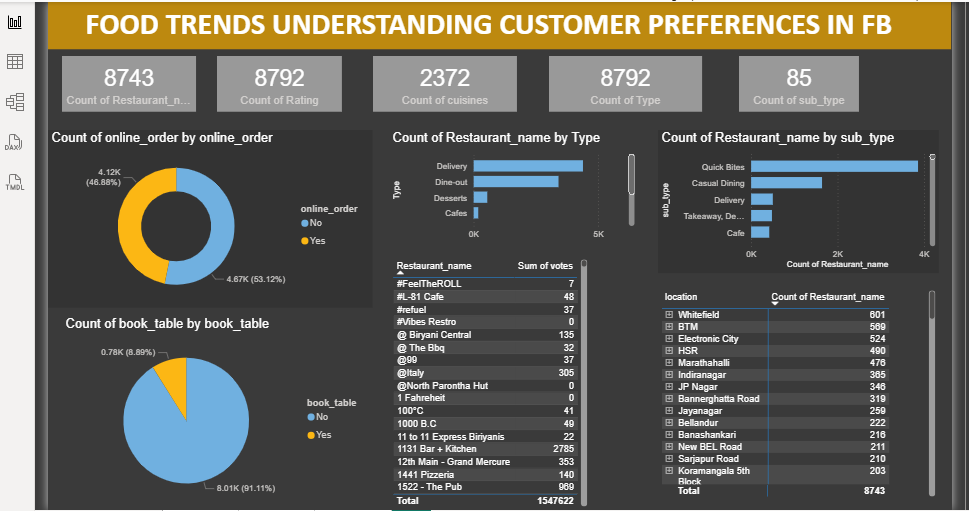 FOOD TRENDS UNDERSTANDING CUSTOMER PREFERENCES IN FB
8743
Count of Restaurant_n...
8792
Count of Rating
2372
Count of cuisines
8792
Count of Type
85
Count of sub_type
DAX
TMDL
Count of online_order by online_order
4.12K
(46.88%)
4.67K (53.12%)
online_order
No
Yes
Count of book_table by book_table
0.78K (8.89%)
8.01K (91.11%)
book_table
No
Yes
Count of Restaurant_name by Type
Type
Delivery
Dine-out
Desserts
Cafes
0K 5K
Restaurant_name Sum of votes
#FeelTheROLL 7
#L-81 Cafe 48
#refuel 37
#Vibes Restro 0
@ Biryani Central 135
@ The Bbq 32
@99 37
@Italy 305
@North Parontha Hut 0
1 Fahreheit 0
100°C 41
1000 B.C 49
11 to 11 Express Biriyanis 22
1131 Bar + Kitchen 2785
12th Main - Grand Mercure 353
1441 Pizzeria 140
1522 - The Pub 969
Total 1547622
Count of Restaurant_name by sub_type
sub_type
Quick Bites
Casual Dining
Delivery
Takeaway, De...
Cafe
0K 2K 4K
Count of Restaurant_name
location Count of Restaurant_name
Whitefield 601
BTM 569
Electronic City 524
HSR 490
Marathahalli 476
Indiranagar 365
JP Nagar 346
Bannerghatta Road 319
Jayanagar 259
Bellandur 222
Banashankari 216
New BEL Road 211
Sarjapur Road 210
Koramangala 5th 203
Block
Total 8743